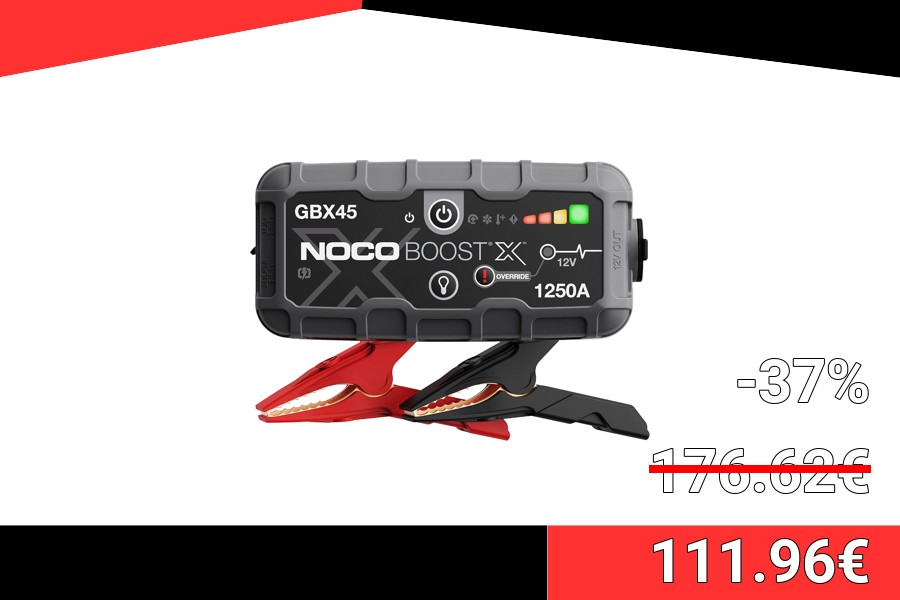 GBX45
NOCO BOOST X
12V
OVERRIDE
1250A
12V OUT
-37%
176.62€
111.96€